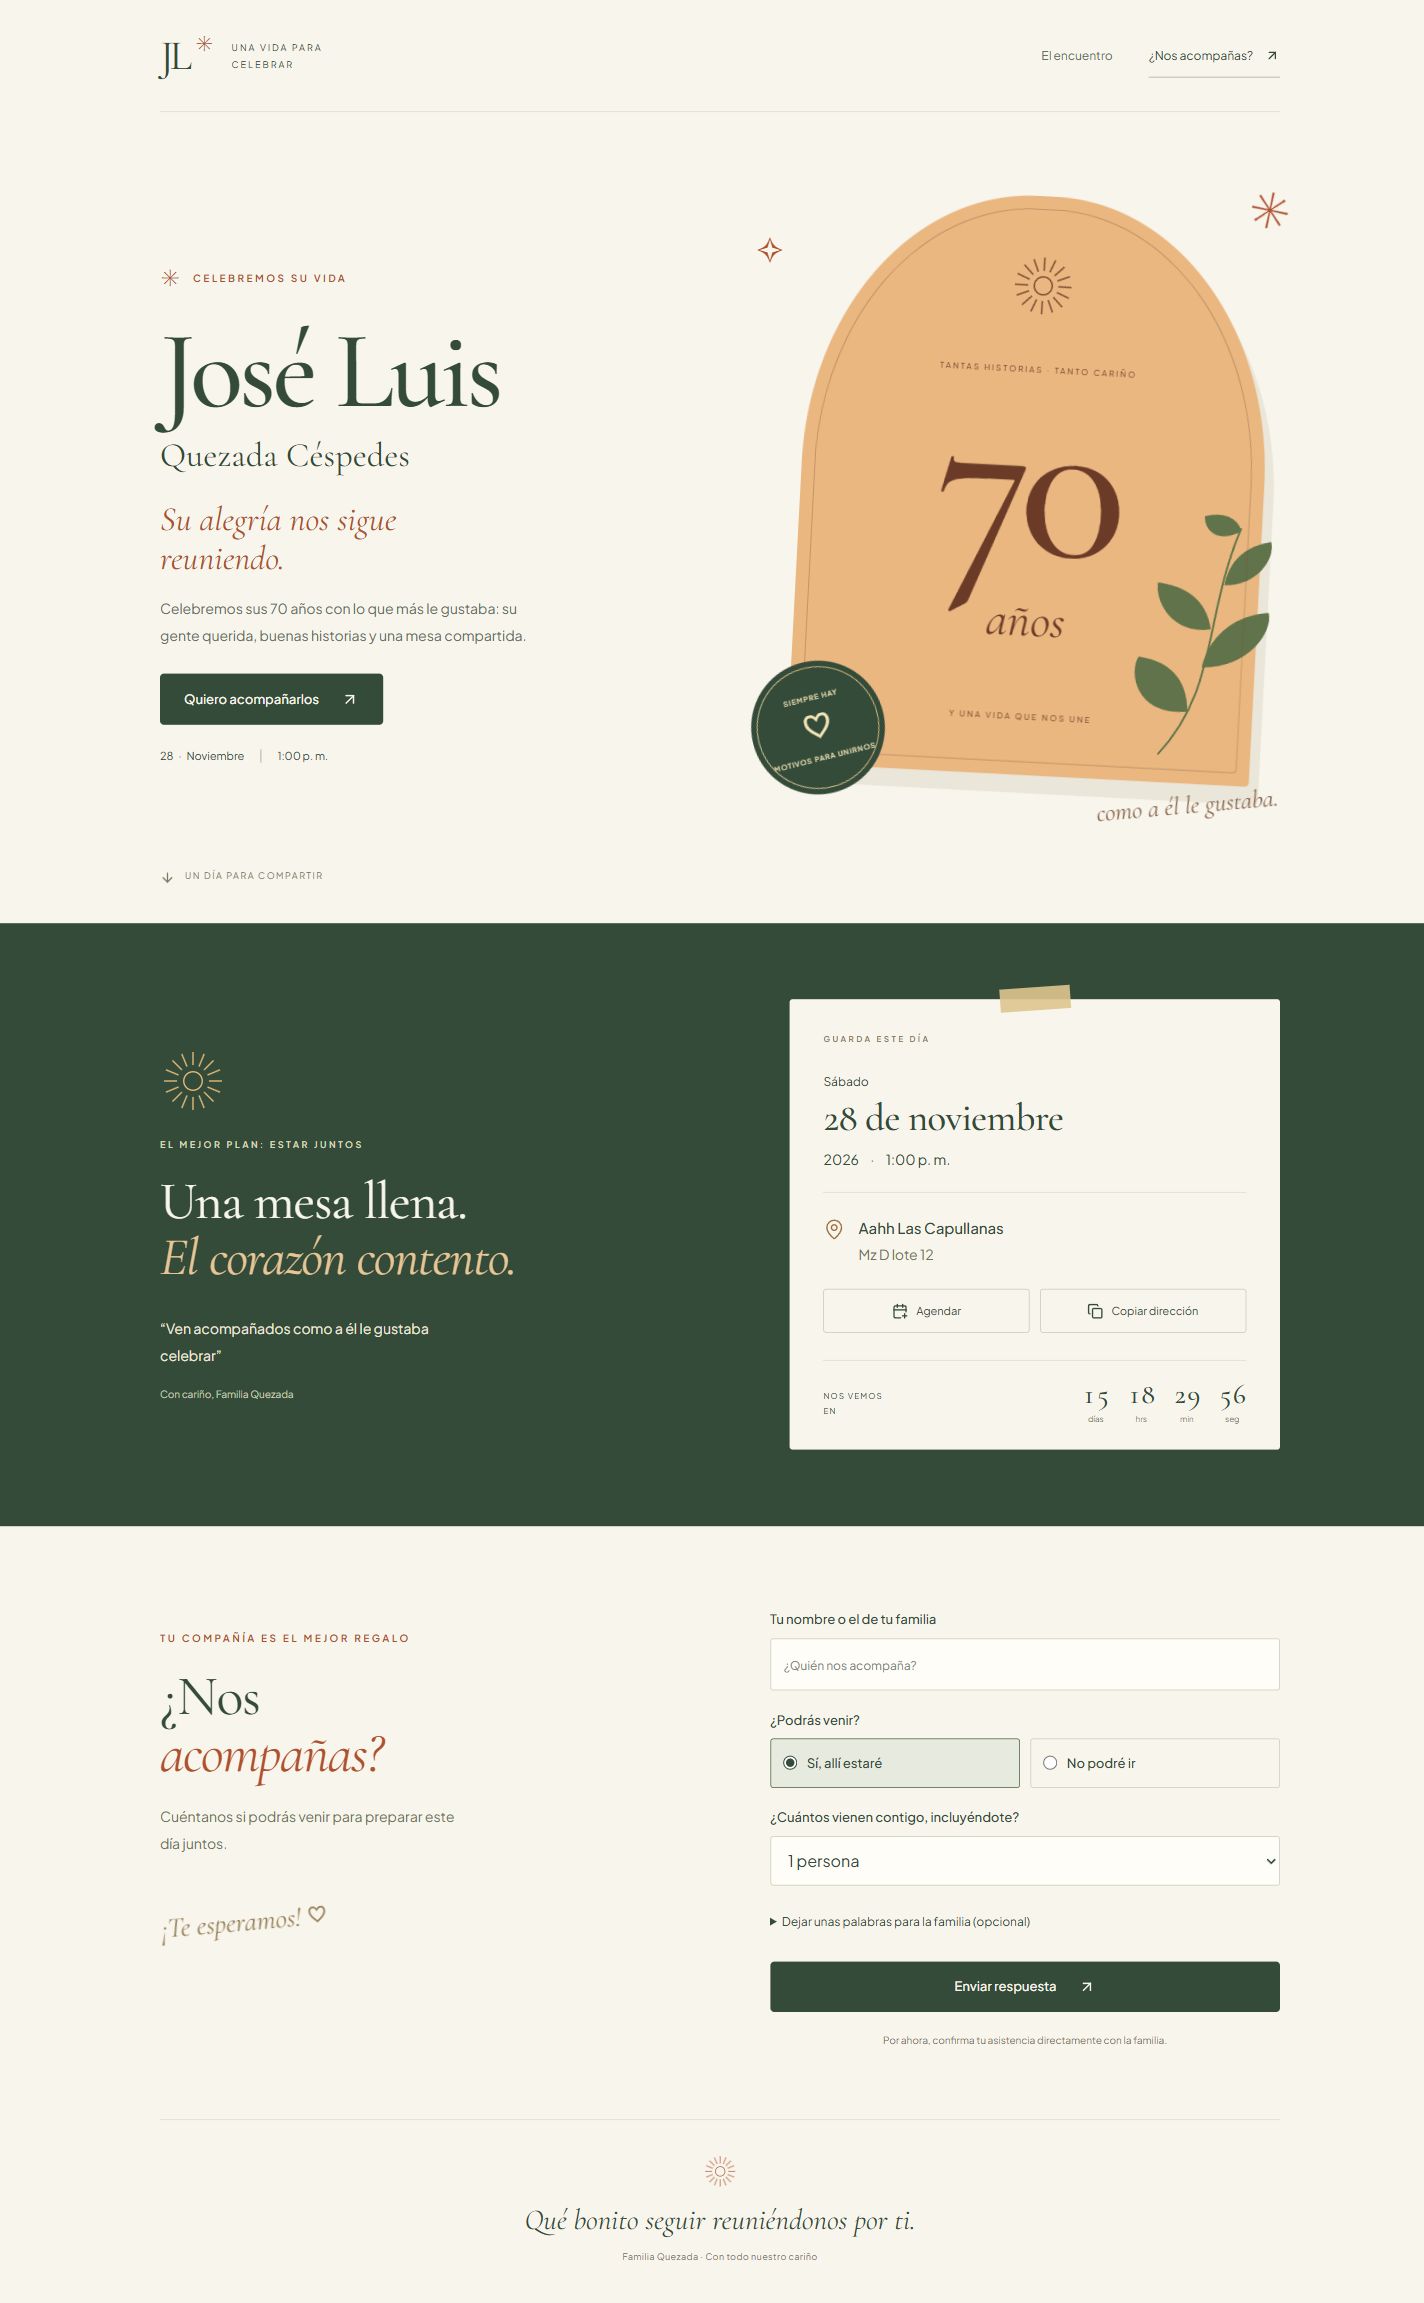 JL
UNA VIDA PARA
CELEBRAR
El encuentro
¿Nos acompañas?
CELEBREMOS SU VIDA
José Luis
Quezada Céspedes
Su alegría nos sigue
reuniendo.
Celebremos sus 70 años con lo que más le gustaba: su
gente querida, buenas historias y una mesa compartida.
Quiero acompañarlos
28 · Noviembre | 1:00 p. m.
UN DÍA PARA COMPARTIR
TANTAS HISTORIAS · TANTO CARIÑO
70
años
Y UNA VIDA QUE NOS UNE
SIEMPRE HAY
MOTIVOS PARA UNIRNOS
como a él le gustaba.
EL MEJOR PLAN: ESTAR JUNTOS
Una mesa llena.
El corazón contento.
“Ven acompañados como a él le gustaba
celebrar”
Con cariño, Familia Quezada
GUARDA ESTE DÍA
Sábado
28 de noviembre
2026 · 1:00 p. m.
Aahh Las Capullanas
Mz D lote 12
Agendar
Copiar dirección
NOS VEMOS
EN
15 18 29 56
días hrs min seg
TU COMPAÑÍA ES EL MEJOR REGALO
¿Nos
acompañas?
Cuéntanos si podrás venir para preparar este
día juntos.
¡Te esperamos!
Tu nombre o el de tu familia
¿Quién nos acompaña?
¿Podrás venir?
Sí, allí estaré
No podré ir
¿Cuántos vienen contigo, incluyéndote?
1 persona
Dejar unas palabras para la familia (opcional)
Enviar respuesta
Por ahora, confirma tu asistencia directamente con la familia.
Qué bonito seguir reuniéndonos por ti.
Familia Quezada · Con todo nuestro cariño